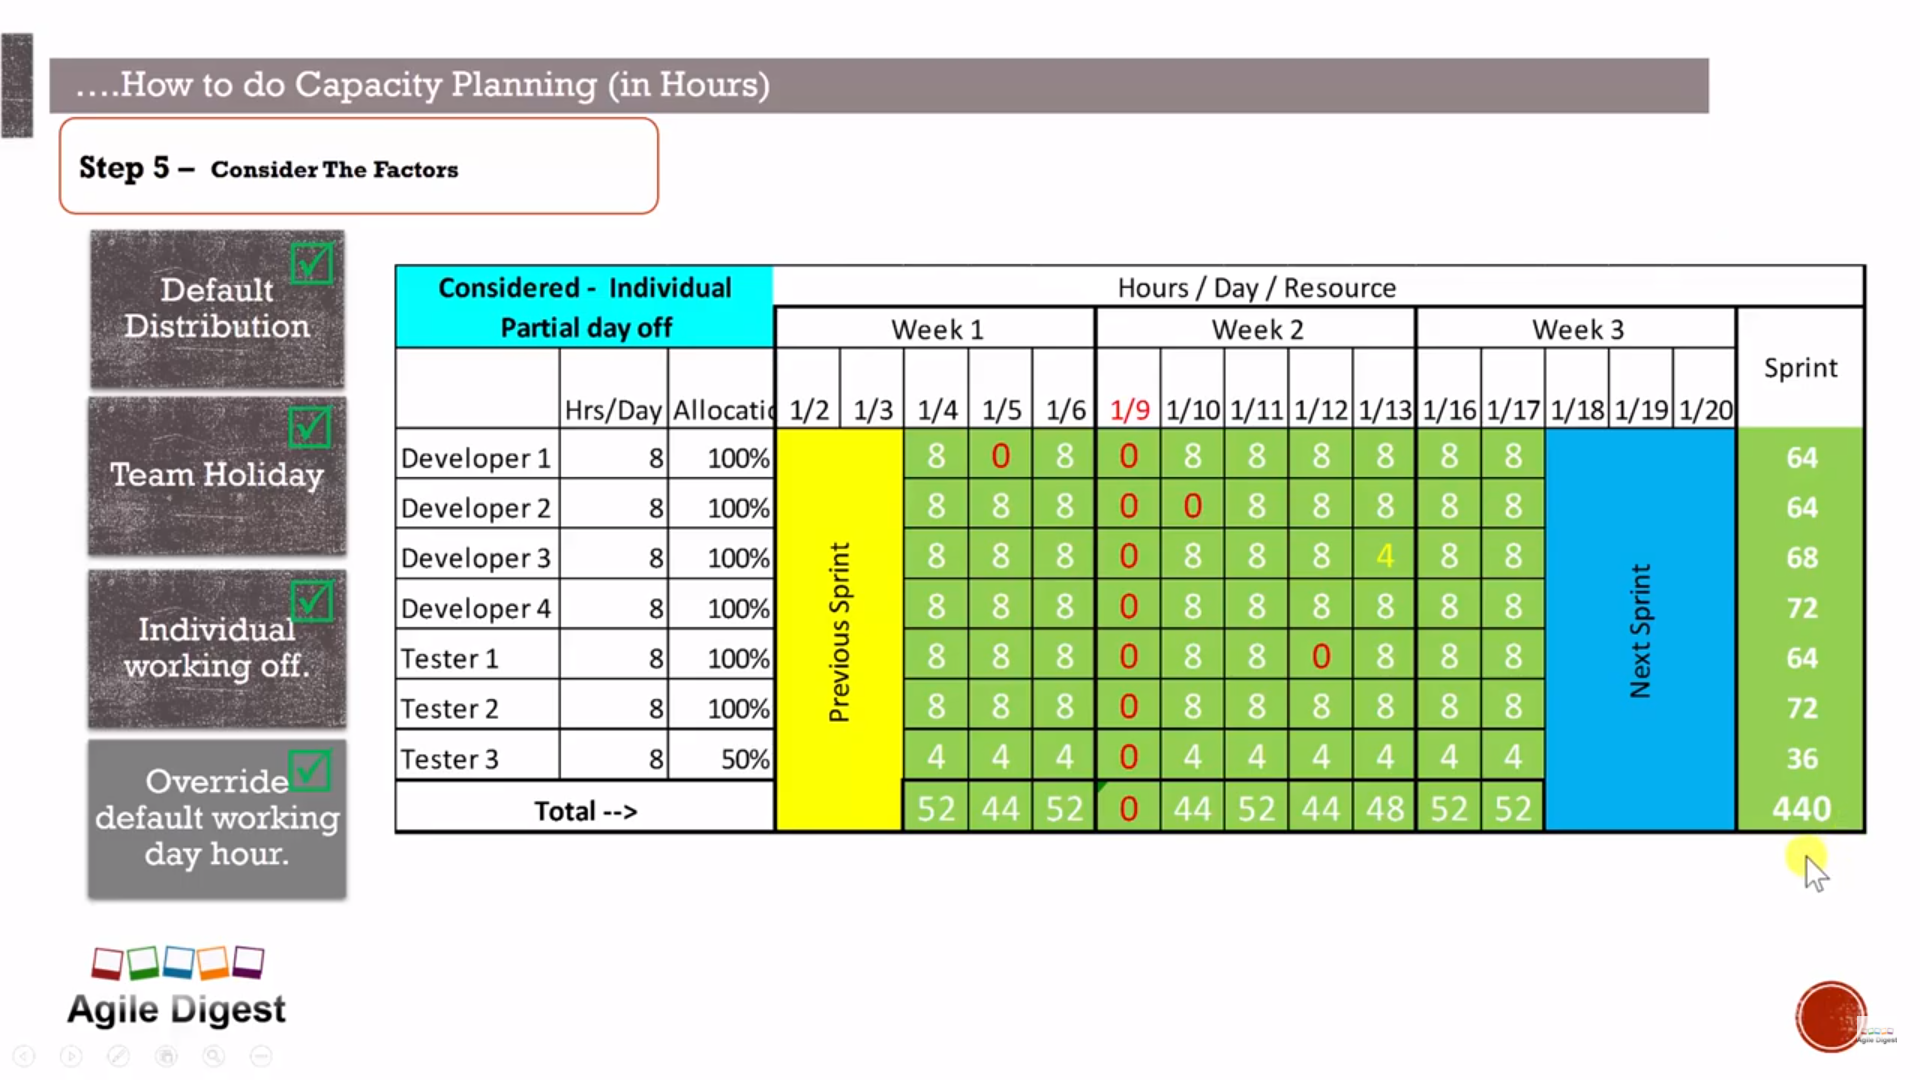 ....How to do Capacity Planning (in Hours)
Step 5 – Consider The Factors
Default
Distribution
Team Holiday
Individual
working off.
Override
default working
day hour.
Considered - Individual
Partial day off
Hours / Day / Resource
Week 1 Week 2 Week 3 Sprint
Hrs/Day Allocatic 1/2 1/3 1/4 1/5 1/6 1/9 1/10 1/11 1/12 1/13 1/16 1/17 1/18 1/19 1/20
Developer 1 8 100% 8 0 8 0 8 8 8 8 8 8 64
Developer 2 8 100% 8 8 8 0 0 8 8 8 8 8 64
Developer 3 8 100% 8 8 8 0 8 8 8 4 8 8 68
Developer 4 8 100% 8 8 8 0 8 8 8 8 8 8 72
Tester 1 8 100% 8 8 8 0 8 8 0 8 8 8 64
Tester 2 8 100% 8 8 8 0 8 8 8 8 8 8 72
Tester 3 8 50% 4 4 4 0 4 4 4 4 4 4 36
Total --> 52 44 52 0 44 52 44 48 52 52 440
Previous Sprint
Next Sprint
Agile Digest
Agile Digest